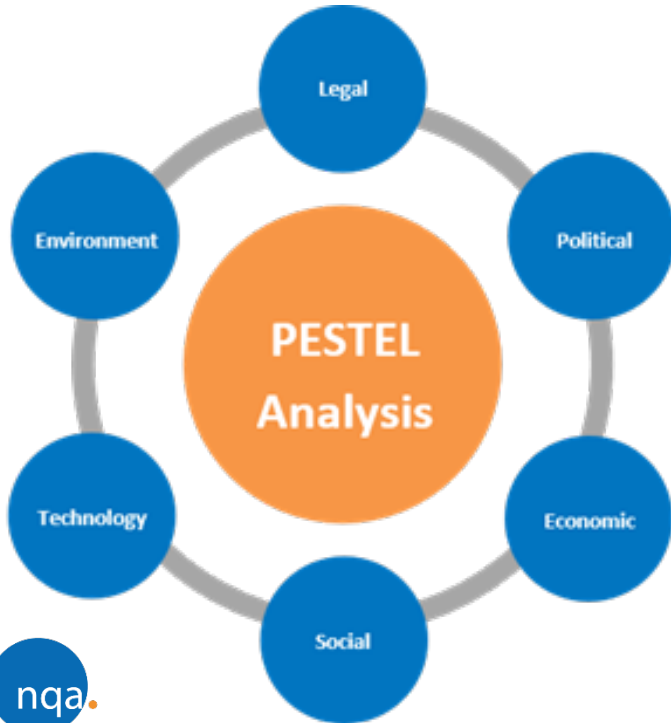 Legal
Political
Economic
Social
Technology
Environment
PESTEL
Analysis
nqa.